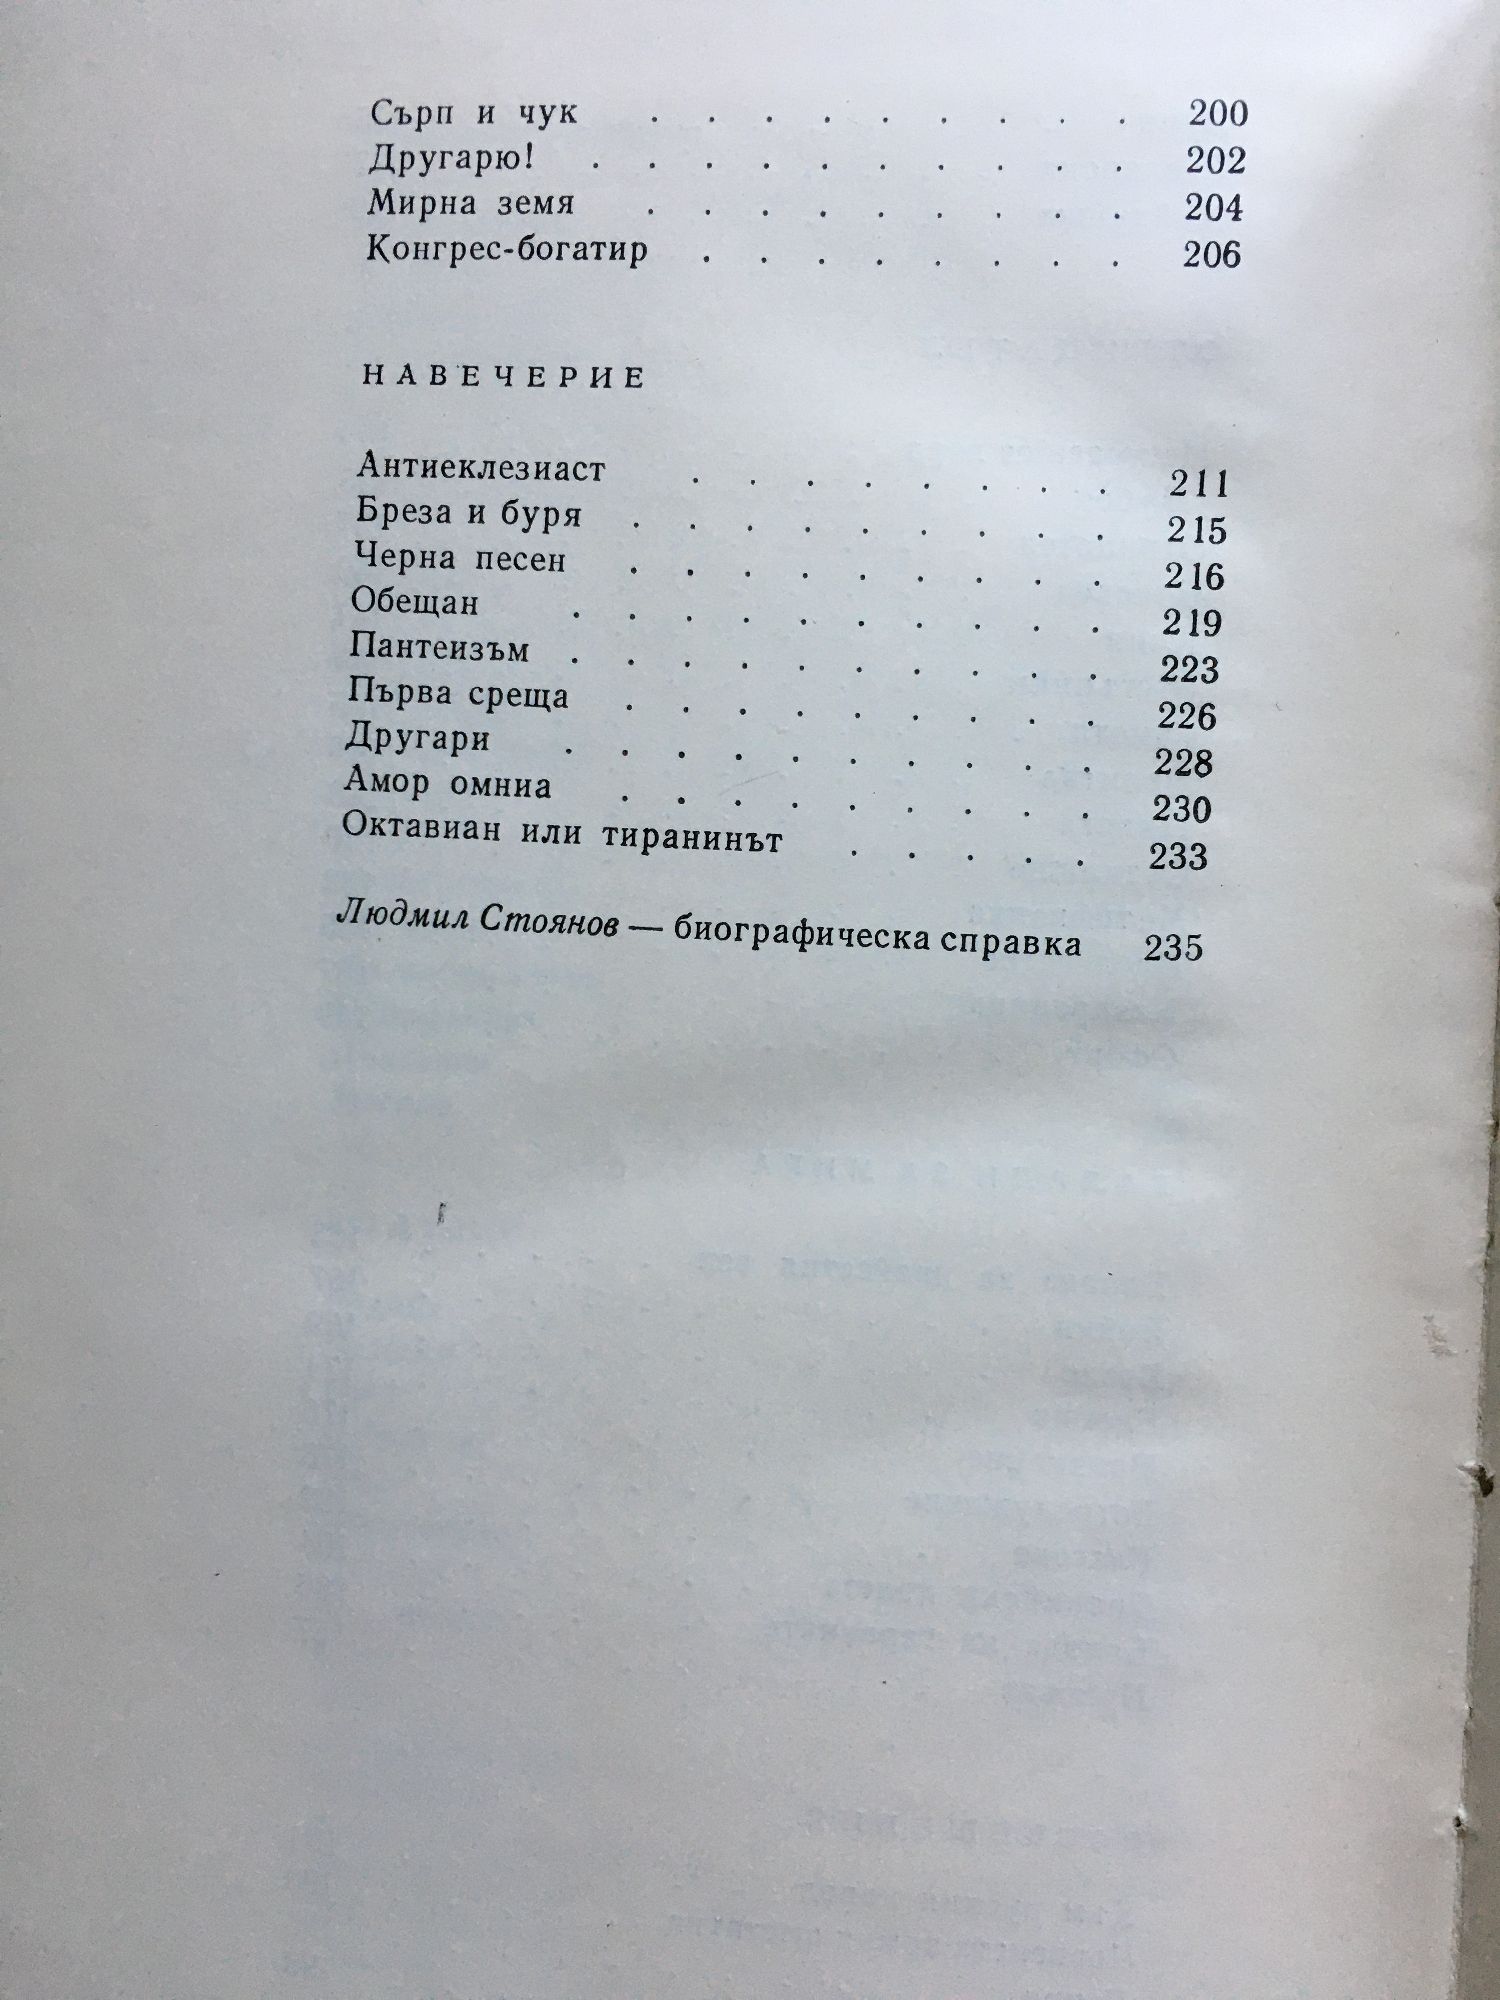 Сърп и чук . . . . . . . . . 200
Другарю! . . . . . . . . . . 202
Мирна земя . . . . . . . . . 204
Конгрес-богатир . . . . . . . . 206
НАВЕЧЕРИЕ
Антиеклезиаст . . . . . . . . 211
Бреза и буря . . . . . . . . . 215
Черна песен . . . . . . . . . 216
Обещан . . . . . . . . . . 219
Пантеизъм . . . . . . . . . . 223
Първа среща . . . . . . . . . 226
Другари . . . . . . . . . . 228
Амор омниа . . . . . . . . . 230
Октавиан или тиранинът . . . . . 233
Людмил Стоянов — биографическа справка 235